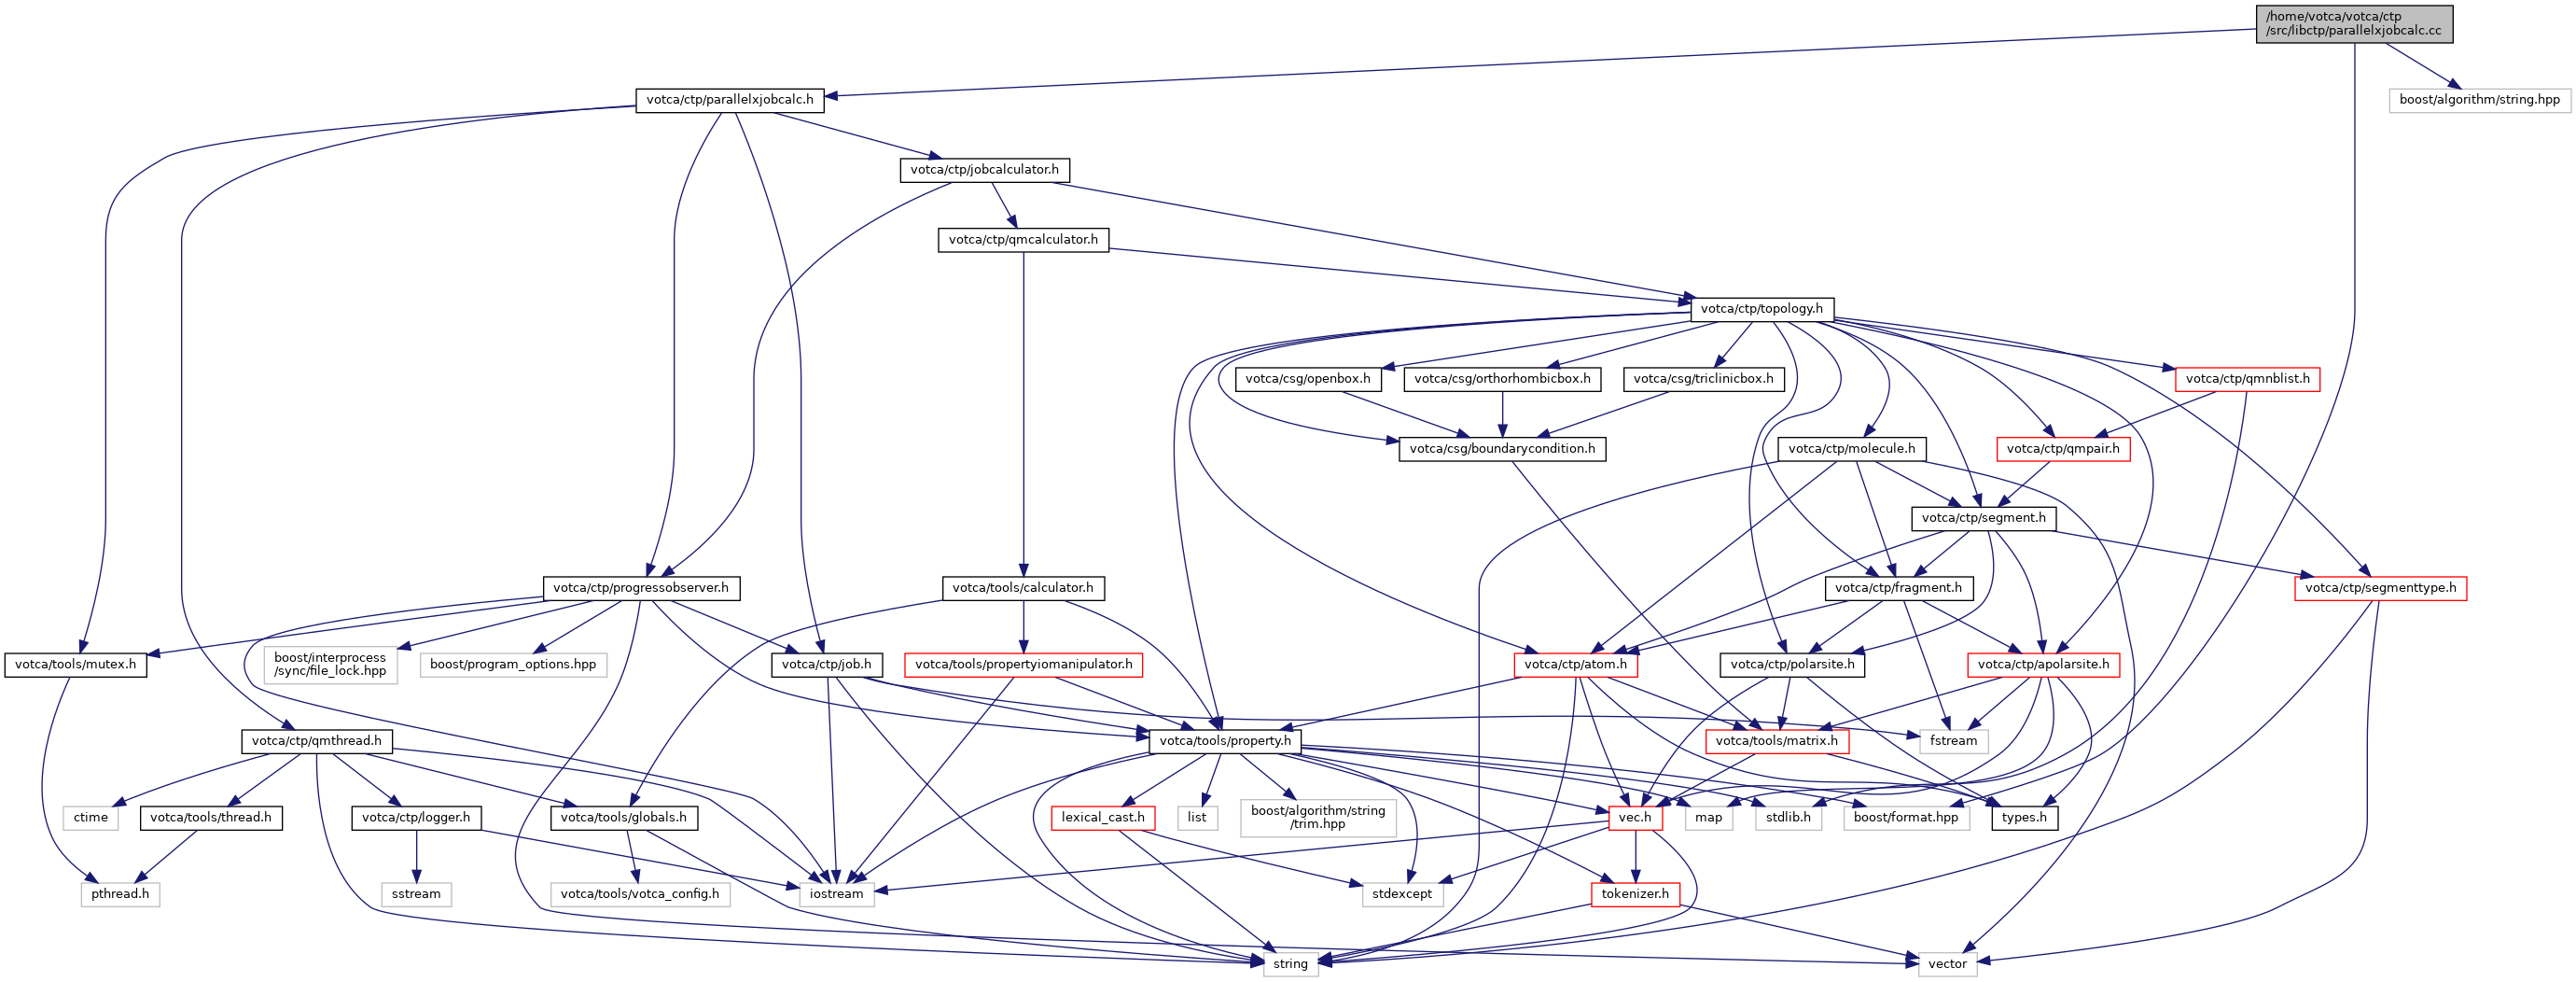 /home/votca/votca/ctp
/src/libctp/parallelxjobcalc.cc
votca/ctp/parallelxjobcalc.h
boost/algorithm/string.hpp
votca/ctp/jobcalculator.h
votca/ctp/qmcalculator.h
votca/ctp/topology.h
votca/csg/openbox.h
votca/csg/orthorhombicbox.h
votca/csg/triclinicbox.h
votca/ctp/qmnblist.h
votca/csg/boundarycondition.h
votca/ctp/molecule.h
votca/ctp/qmpair.h
votca/ctp/segment.h
votca/ctp/progressobserver.h
votca/tools/calculator.h
votca/ctp/fragment.h
votca/ctp/segmenttype.h
votca/tools/mutex.h
boost/interprocess
/sync/file_lock.hpp
boost/program_options.hpp
votca/ctp/job.h
votca/tools/propertyiomanipulator.h
votca/ctp/atom.h
votca/ctp/polarsite.h
votca/ctp/apolarsite.h
votca/ctp/qmthread.h
votca/tools/property.h
votca/tools/matrix.h
fstream
ctime
votca/tools/thread.h
votca/ctp/logger.h
votca/tools/globals.h
lexical_cast.h
list
boost/algorithm/string
/trim.hpp
vec.h
map
stdlib.h
boost/format.hpp
types.h
pthread.h
sstream
votca/tools/votca_config.h
iostream
stdexcept
tokenizer.h
string
vector